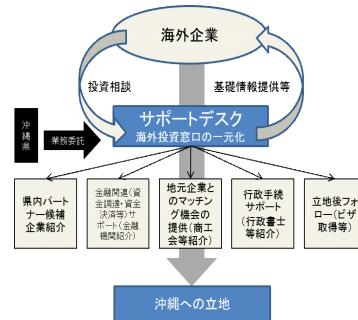 海外企業
投資相談
基礎情報提供等
沖縄県
業務委託
サポートデスク
海外投資窓口の一元化
県内パート
ナー候補
企業紹介
金融関連(資
金調達・資金
決済等)サ
ポート(金融
機関紹介)
地元企業と
のマッチン
グ機会の
提供(商工
会等紹介)
行政手続
サポート
(行政書士
等紹介)
立地後フォ
ロー(ビザ
取得等)
沖縄への立地